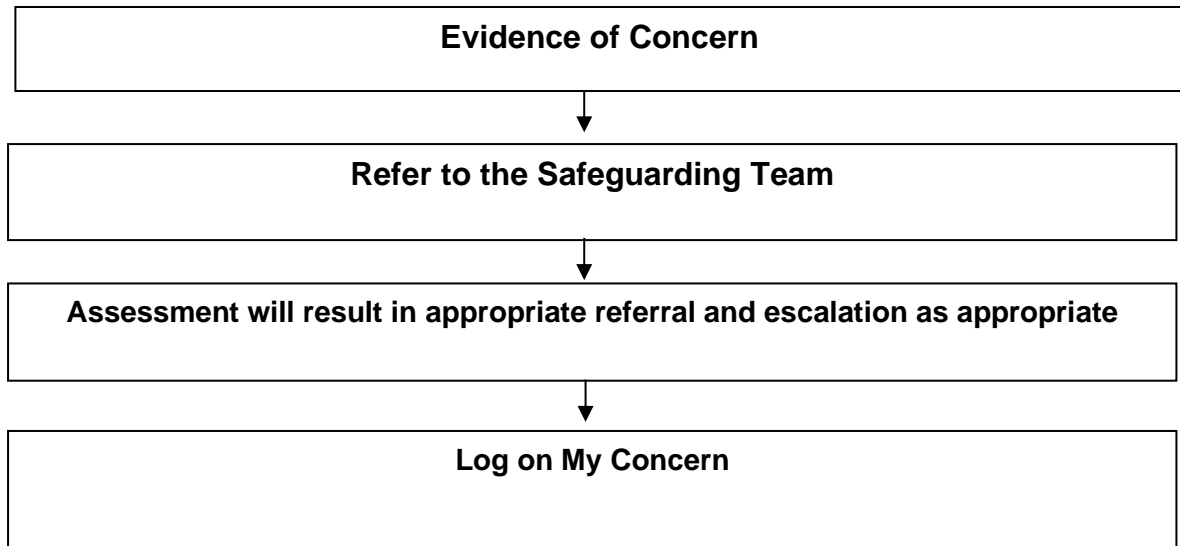 Evidence of Concern
Refer to the Safeguarding Team
Assessment will result in appropriate referral and escalation as appropriate
Log on My Concern